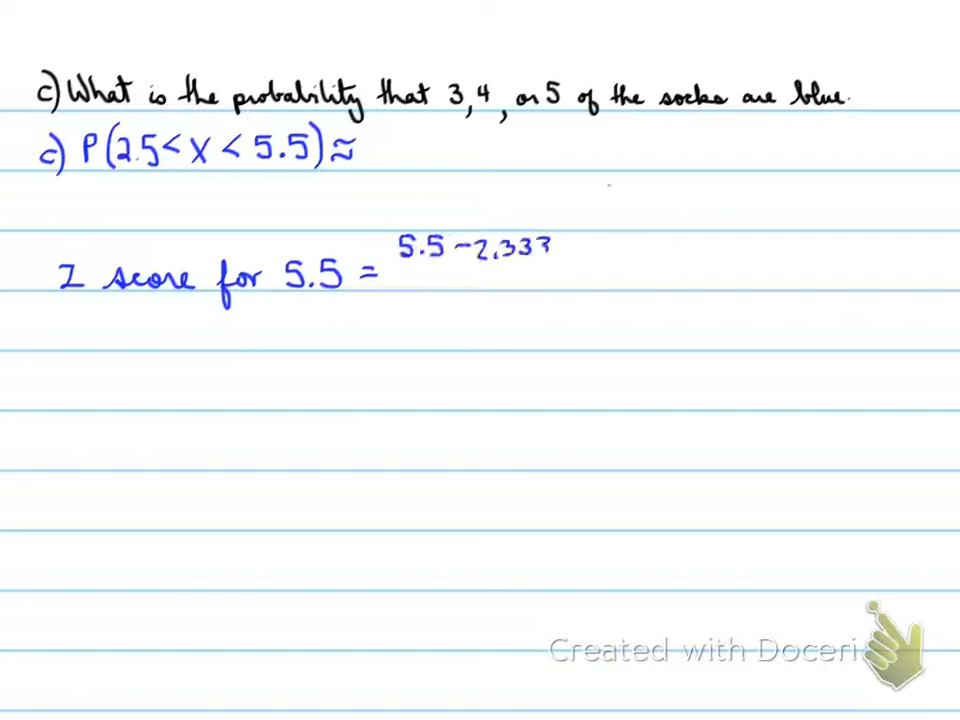 c) What is the probability that 3, 4, or 5 of the socks are blue.
c) P(2.5 < X < 5.5) ≈
5.5 - 2.333
Z score for 5.5 =
Created with Doceri